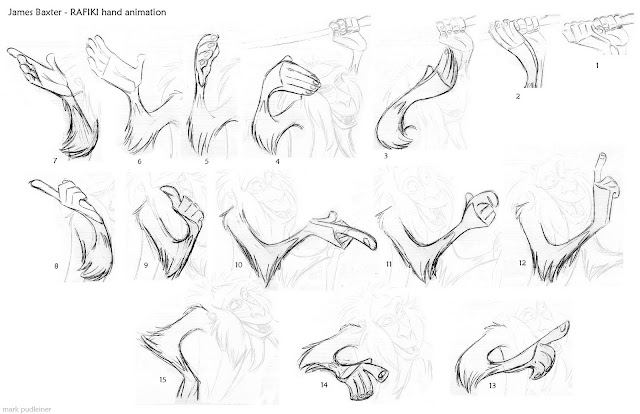 James Baxter - RAFIKI hand animation
7 6 5 4 3 2 1
8 9 10 11 12
15 14 13
mark pudleiner